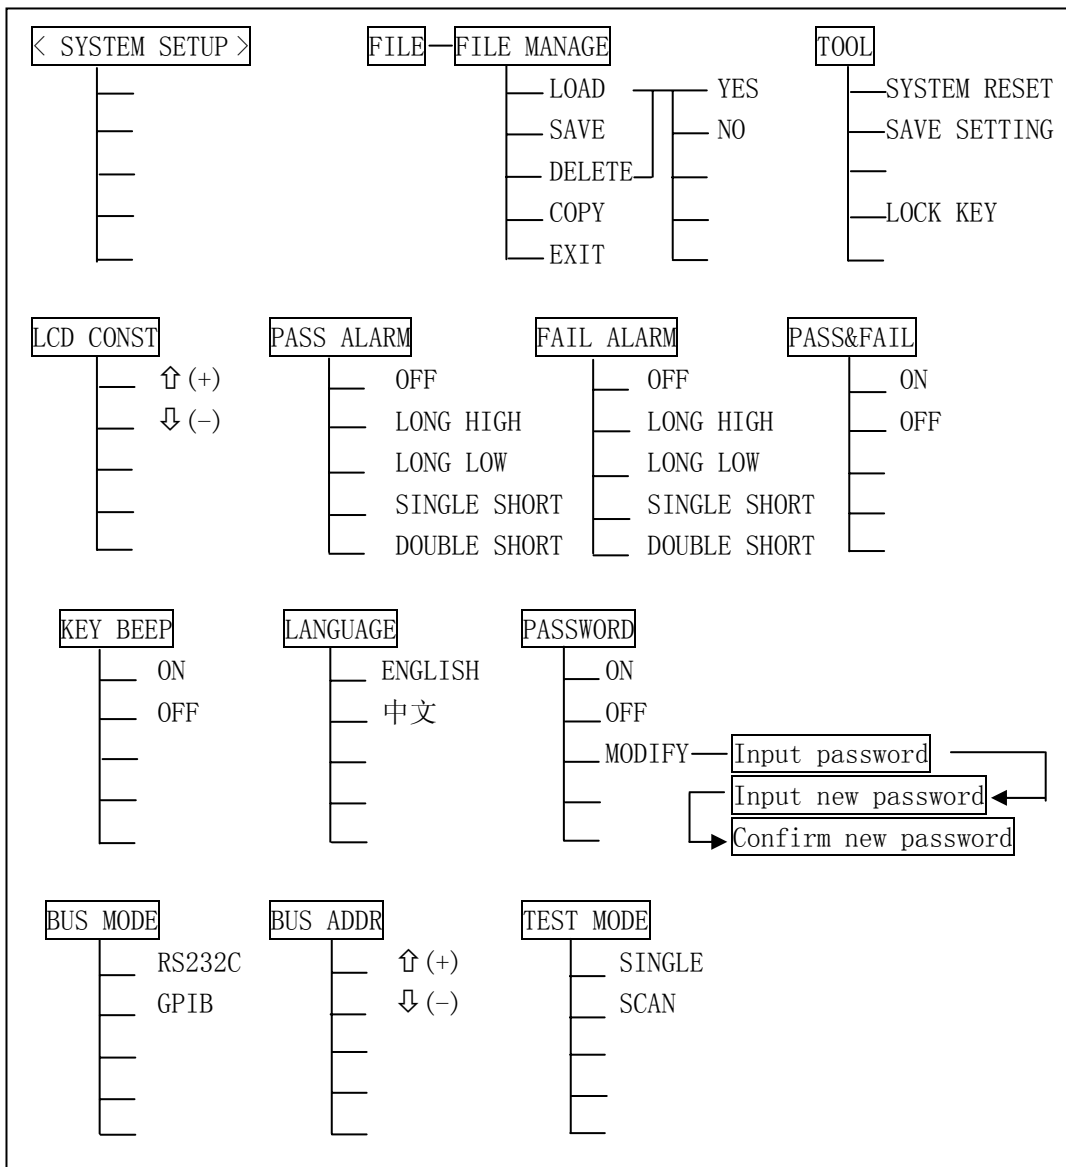 < SYSTEM SETUP >
FILE FILE MANAGE
TOOL
LOAD YES
SAVE NO
DELETE
COPY
EXIT
SYSTEM RESET
SAVE SETTING
LOCK KEY
LCD CONST
⇧(+)
⇩(-)
PASS ALARM
OFF
LONG HIGH
LONG LOW
SINGLE SHORT
DOUBLE SHORT
FAIL ALARM
OFF
LONG HIGH
LONG LOW
SINGLE SHORT
DOUBLE SHORT
PASS&FAIL
ON
OFF
KEY BEEP
ON
OFF
LANGUAGE
ENGLISH
中文
PASSWORD
ON
OFF
MODIFY Input password
Input new password
Confirm new password
BUS MODE
RS232C
GPIB
BUS ADDR
⇧(+)
⇩(-)
TEST MODE
SINGLE
SCAN